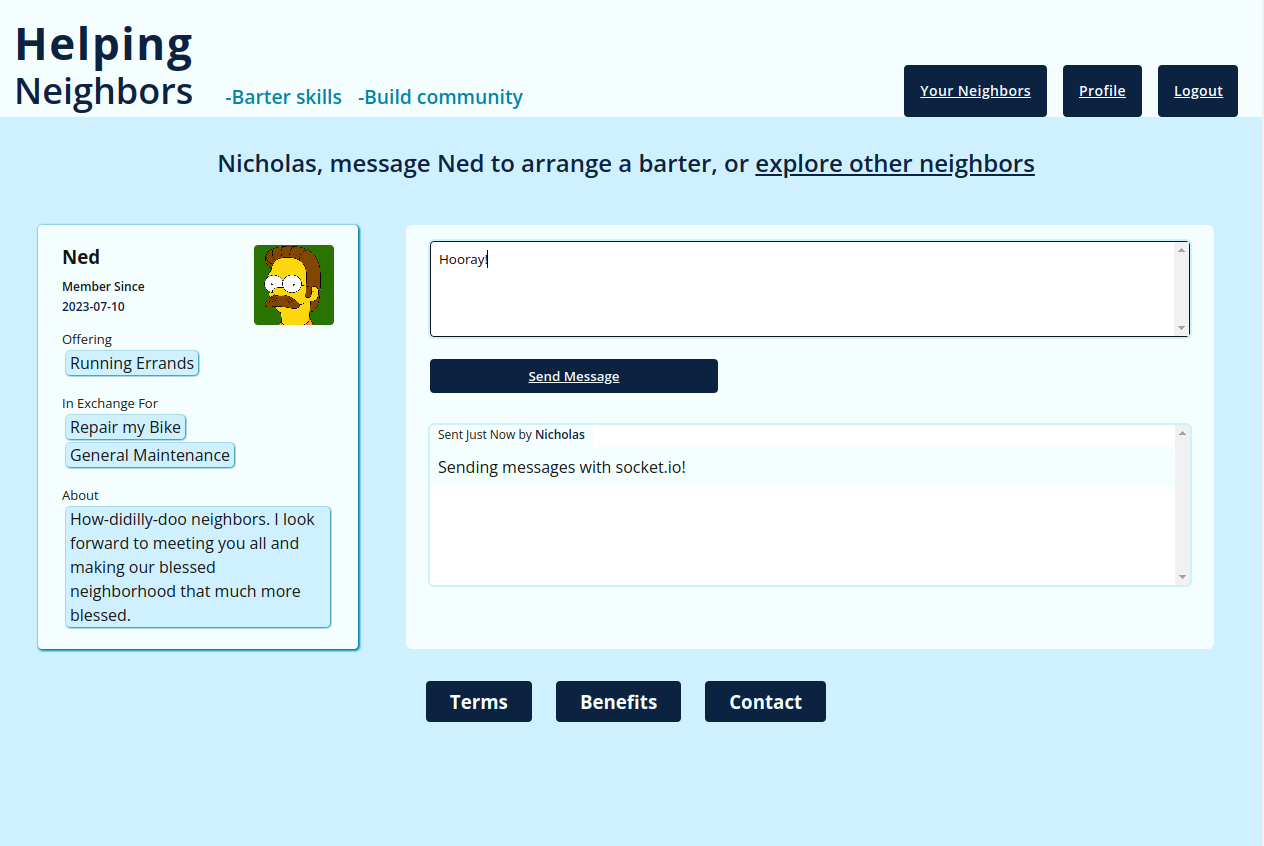 Helping
Neighbors
-Barter skills -Build community
Your Neighbors
Profile
Logout
Nicholas, message Ned to arrange a barter, or explore other neighbors
Ned
Member Since
2023-07-10
Offering
Running Errands
In Exchange For
Repair my Bike
General Maintenance
About
How-didilly-doo neighbors. I look
forward to meeting you all and
making our blessed
neighborhood that much more
blessed.
Hooray!
Send Message
Sent Just Now by Nicholas
Sending messages with socket.io!
Terms
Benefits
Contact